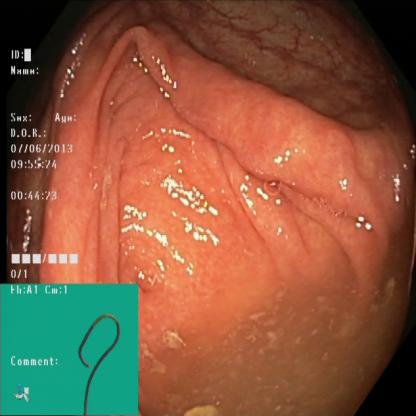 ID:
Name:
Sex: Age:
D.O.B.:
07/06/2013
09:55:24
00:44:23
/
0/1
Eh:A1 Cm:1
Comment: